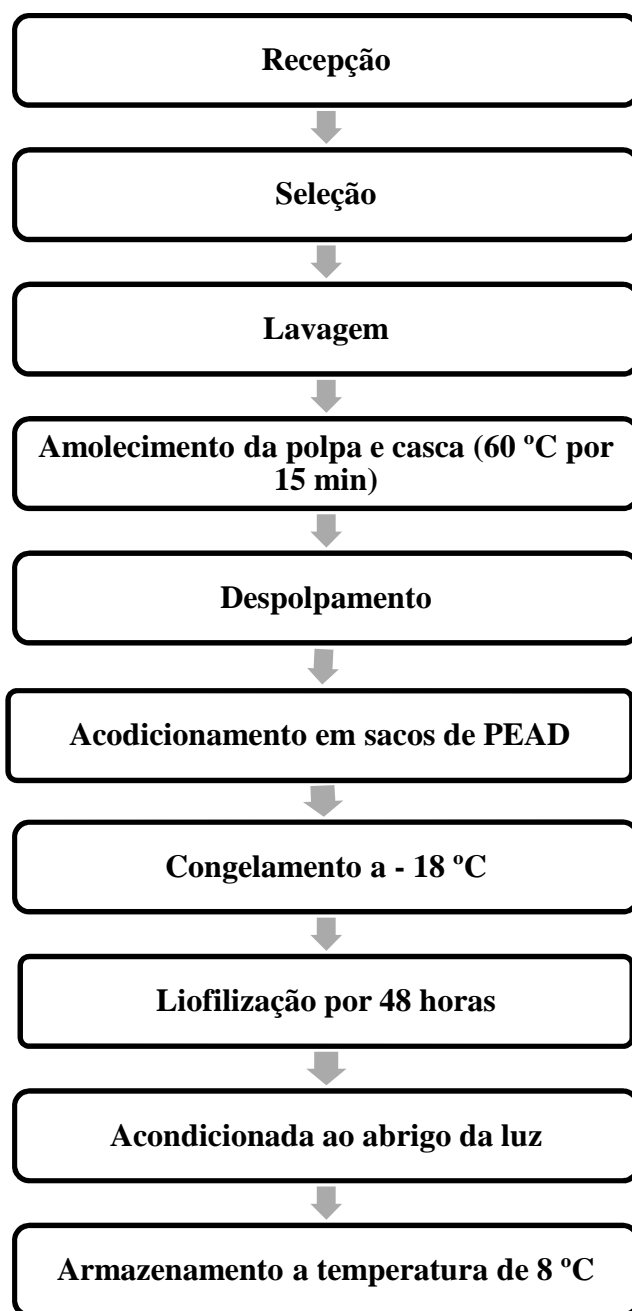 Recepção
Seleção
Lavagem
Amolecimento da polpa e casca (60 ºC por
15 min)
Despolpamento
Acodicionamento em sacos de PEAD
Congelamento a - 18 ºC
Liofilização por 48 horas
Acondicionada ao abrigo da luz
Armazenamento a temperatura de 8 ºC